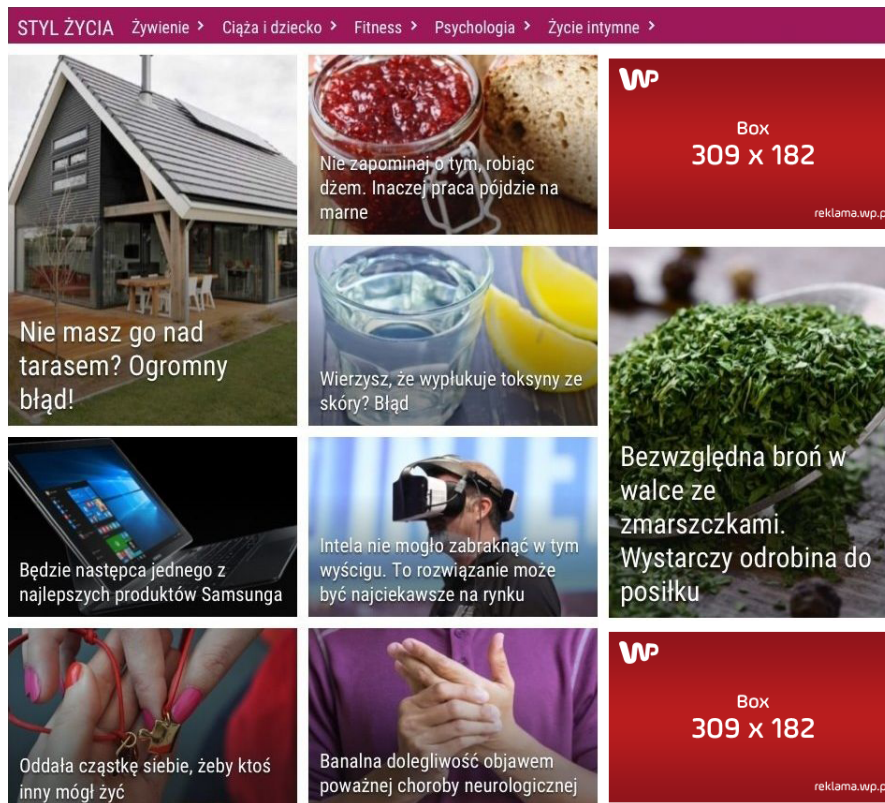 STYL ŻYCIA Żywienie > Ciąża i dziecko > Fitness > Psychologia > Życie intymne >
Nie masz go nad
tarasem? Ogromny
błąd!
Nie zapominaj o tym, robiąc
dżem. Inaczej praca pójdzie na
marne
WP
Box
309 x 182
reklama.wp.p
Wierzysz, że wypłukuje toksyny ze
skóry? Błąd
Bezwzględna broń w
walce ze
zmarszczkami.
Wystarczy odrobina do
posiłku
Będzie następca jednego z
najlepszych produktów Samsunga
Intela nie mogło zabraknąć w tym
wyścigu. To rozwiązanie może
być najciekawsze na rynku
Oddała cząstkę siebie, żeby ktoś
inny mógł żyć
Banalna dolegliwość objawem
poważnej choroby neurologicznej
WP
Box
309 x 182
reklama.wp.p